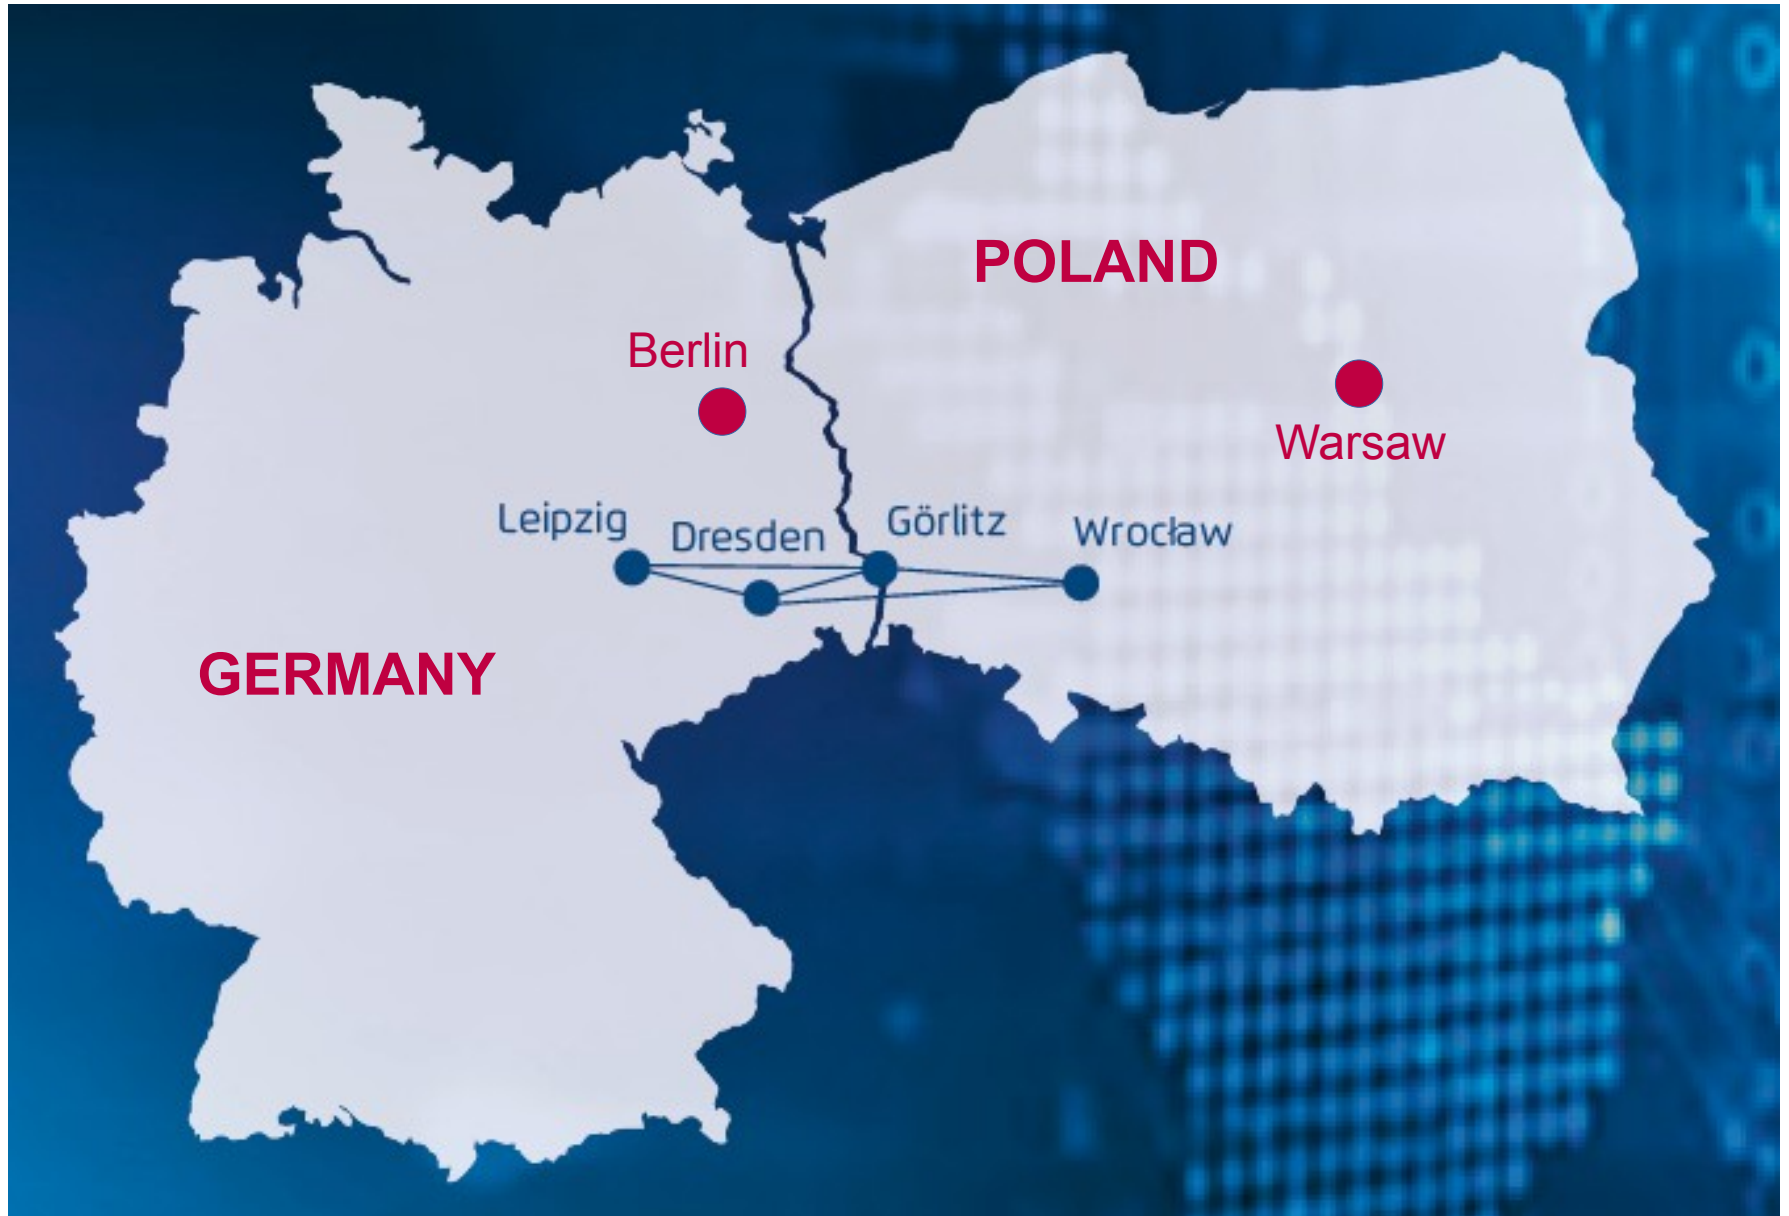 POLAND
Berlin
Warsaw
Leipzig
Dresden
Görlitz
Wrocław
GERMANY